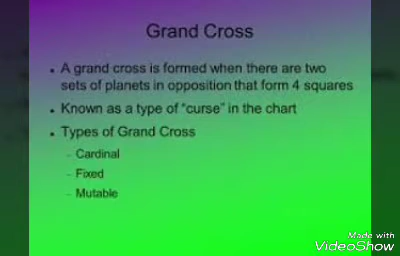 Grand Cross
• A grand cross is formed when there are two
sets of planets in opposition that form 4 squares
• Known as a type of “curse” in the chart
• Types of Grand Cross
– Cardinal
– Fixed
– Mutable
Made with
VideoShow